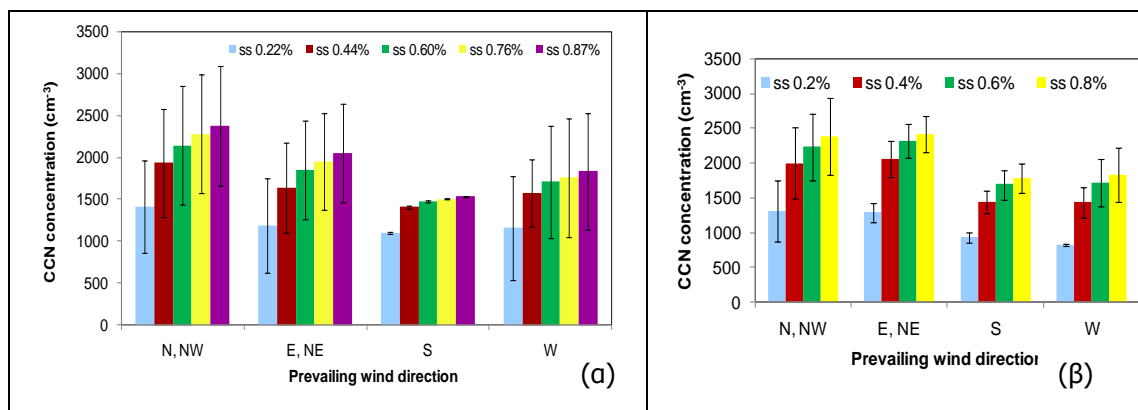 3500
3000
2500
2000
1500
1000
500
0
CCN concentration (cm⁻³)
ss 0.22% ss 0.44% ss 0.60% ss 0.76% ss 0.87%
N, NW E, NE S W
Prevailing wind direction
(α)
3500
3000
2500
2000
1500
1000
500
0
CCN concentration (cm⁻³)
ss 0.2% ss 0.4% ss 0.6% ss 0.8%
N, NW E, NE S W
Prevailing wind direction
(β)